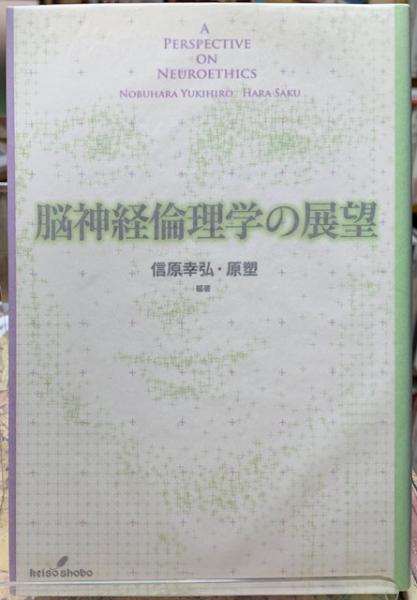 A
PERSPECTIVE
ON
NEUROETHICS
NOBUHARA YUKIHIRO HARA SAKU
脳神経倫理学の展望
信原幸弘・原塑
編著
keiso shobo